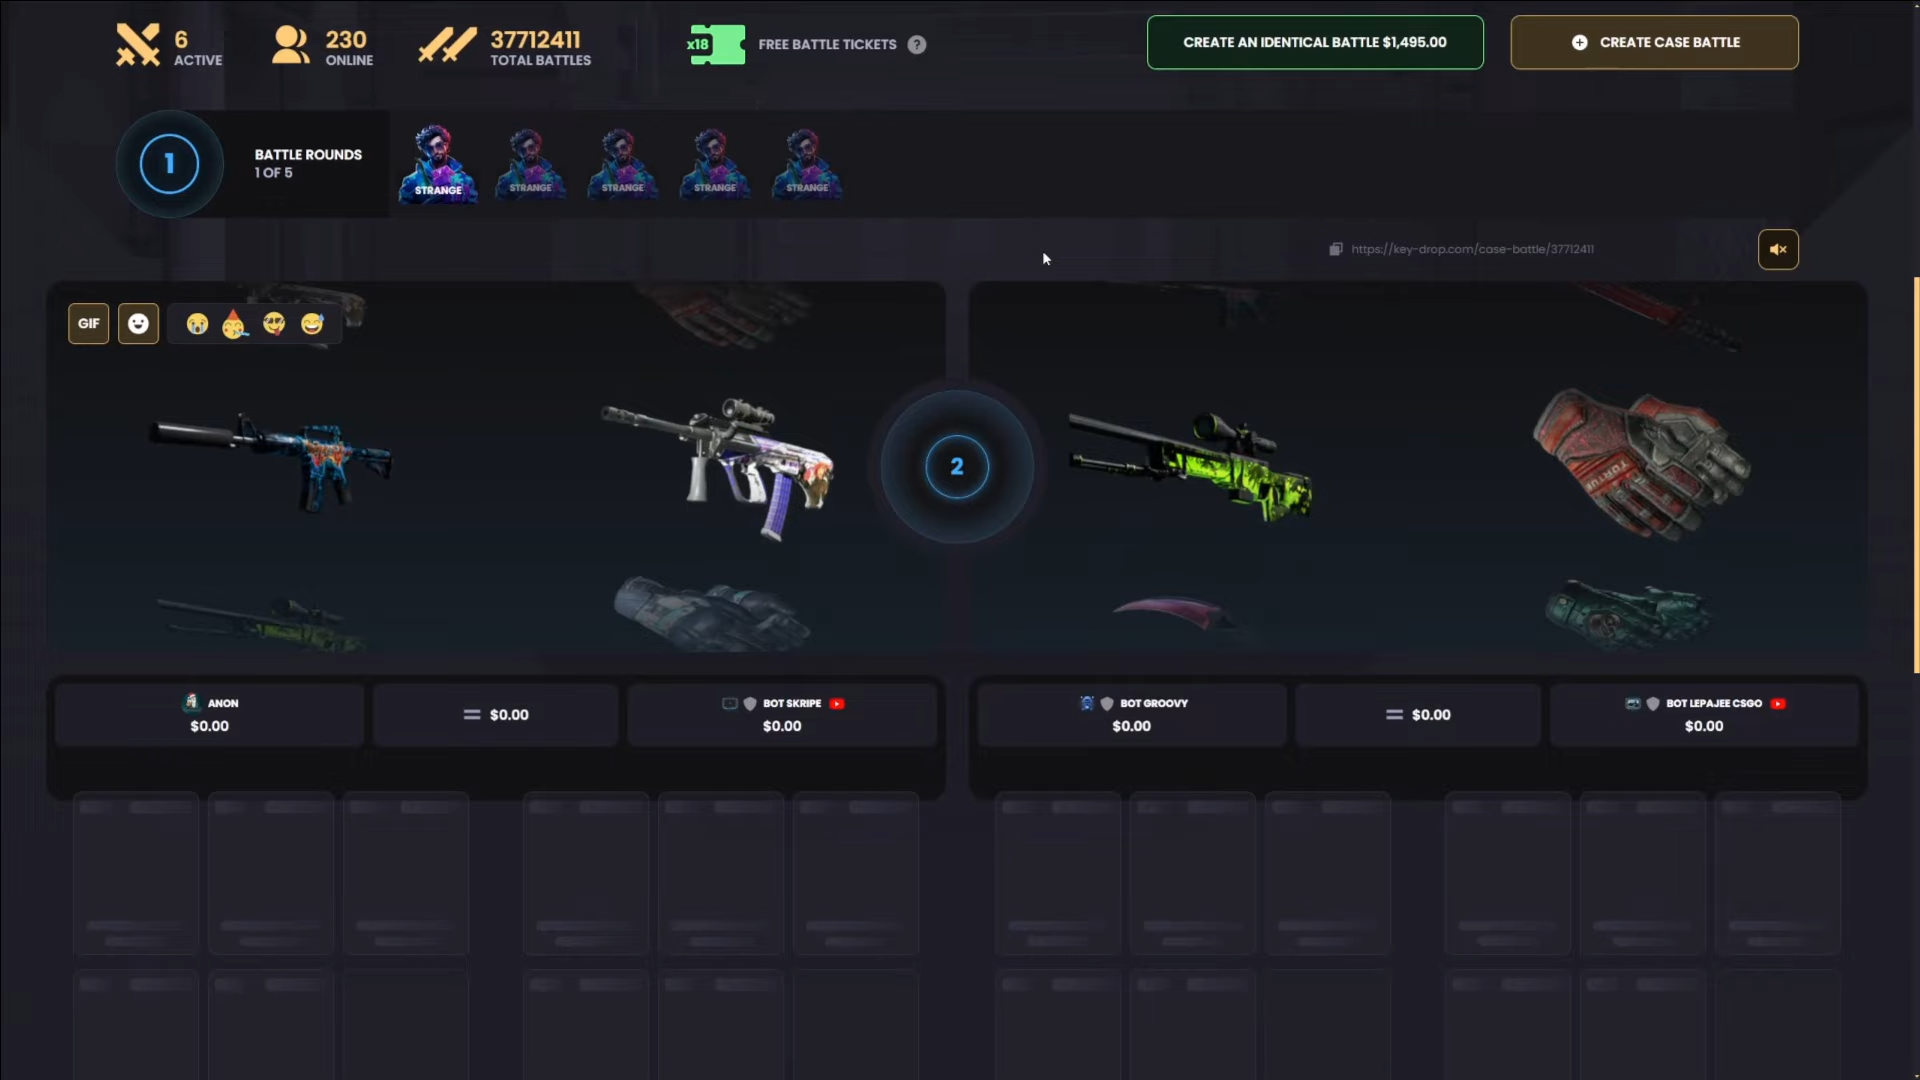 6
ACTIVE
230
ONLINE
37712411
TOTAL BATTLES
x18
FREE BATTLE TICKETS
?
CREATE AN IDENTICAL BATTLE $1,495.00
CREATE CASE BATTLE
1
BATTLE ROUNDS
1 OF 5
STRANGE
STRANGE
STRANGE
STRANGE
STRANGE
https://key-drop.com/case-battle/37712411
GIF
2
ANON
$0.00
= $0.00
BOT SKRIPE
$0.00
BOT GROOVY
$0.00
= $0.00
BOT LEPAJEE CSGO
$0.00